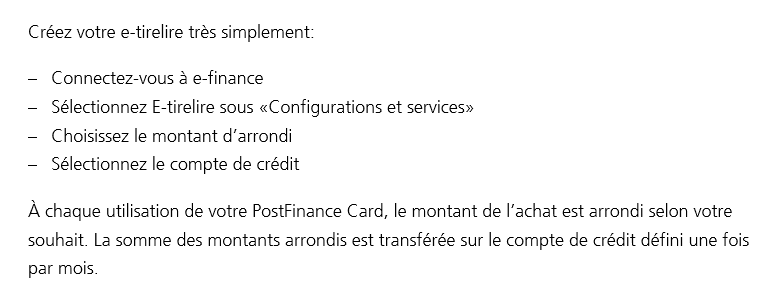 Créez votre e-tirelire très simplement:
– Connectez-vous à e-finance
– Sélectionnez E-tirelire sous «Configurations et services»
– Choisissez le montant d’arrondi
– Sélectionnez le compte de crédit
À chaque utilisation de votre PostFinance Card, le montant de l’achat est arrondi selon votre
souhait. La somme des montants arrondis est transférée sur le compte de crédit défini une fois
par mois.